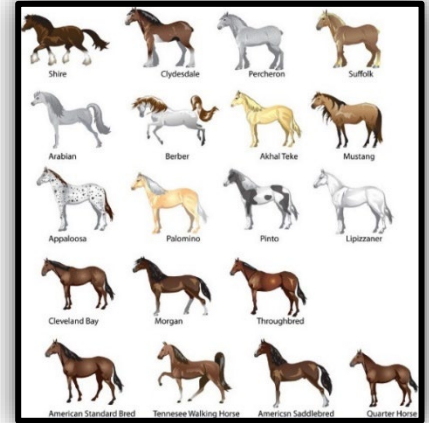 Shire Clydesdale Percheron Suffolk
Arabian Berber Akhal Teke Mustang
Appaloosa Palomino Pinto Lipizzaner
Cleveland Bay Morgan Throughbred
American Standard Bred Tennesee Walking Horse Americsn Saddlebred Quarter Horse